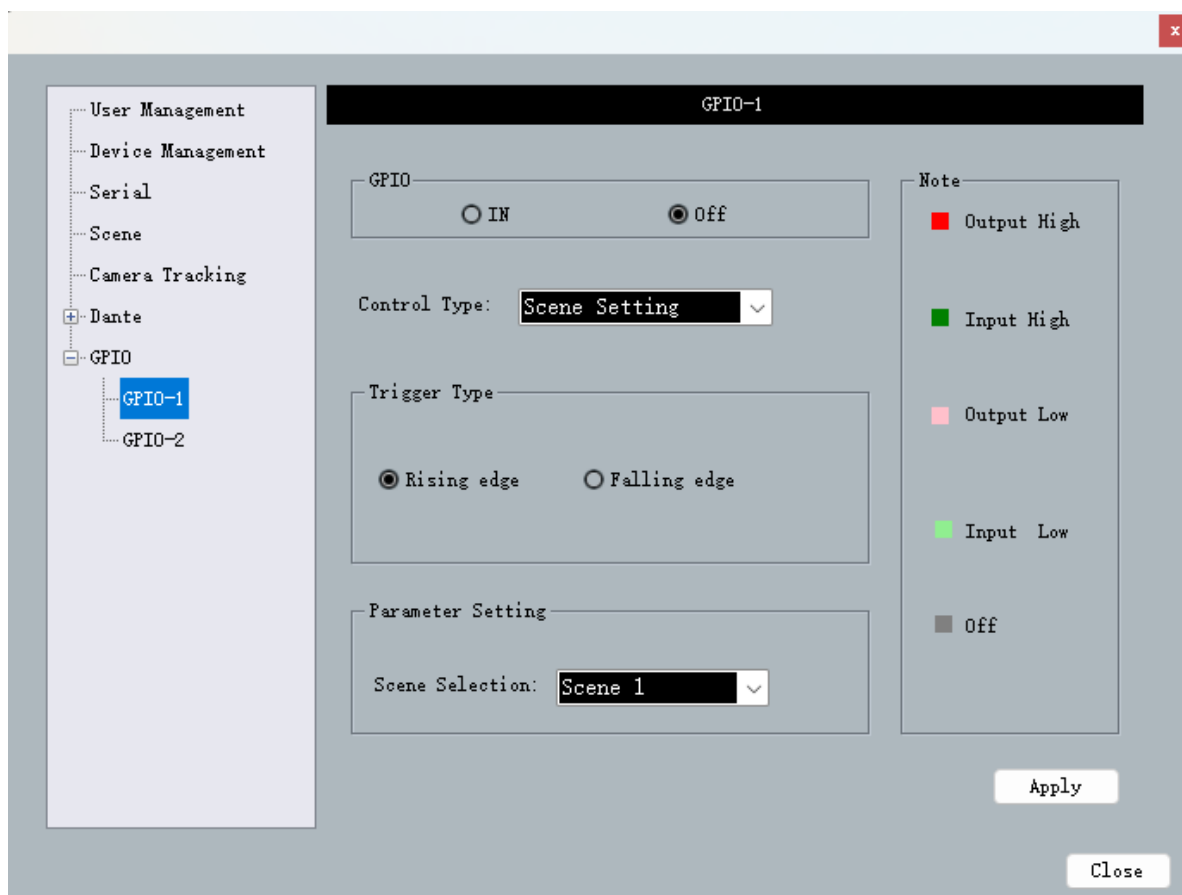 x
User Management
Device Management
Serial
Scene
Camera Tracking
Dante
GPIO
GPIO-1
GPIO-2
GPIO-1
GPIO
IN
Off
Control Type:
Scene Setting
Trigger Type
Rising edge
Falling edge
Parameter Setting
Scene Selection:
Scene 1
Note
Output High
Input High
Output Low
Input  Low
Off
Apply
Close